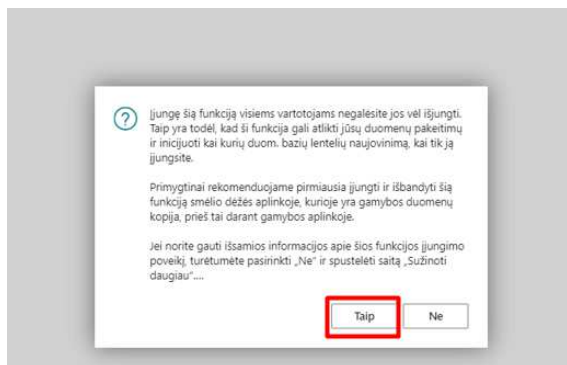 Įjungę šią funkciją visiems vartotojams negalėsite jos vėl išjungti.
Taip yra todėl, kad ši funkcija gali atlikti jūsų duomenų pakeitimų
ir inicijuoti kai kurių duom. bazių lentelių naujovinimą, kai tik ją
įjungsite.
Primygtinai rekomenduojame pirmiausia įjungti ir išbandyti šią
funkciją smėlio dėžės aplinkoje, kurioje yra gamybos duomenų
kopija, prieš tai darant gamybos aplinkoje.
Jei norite gauti išsamios informacijos apie šios funkcijos įjungimo
poveikį, turėtumėte pasirinkti „Ne" ir spustelėti saitą „Sužinoti
daugiau"....
Taip
Ne